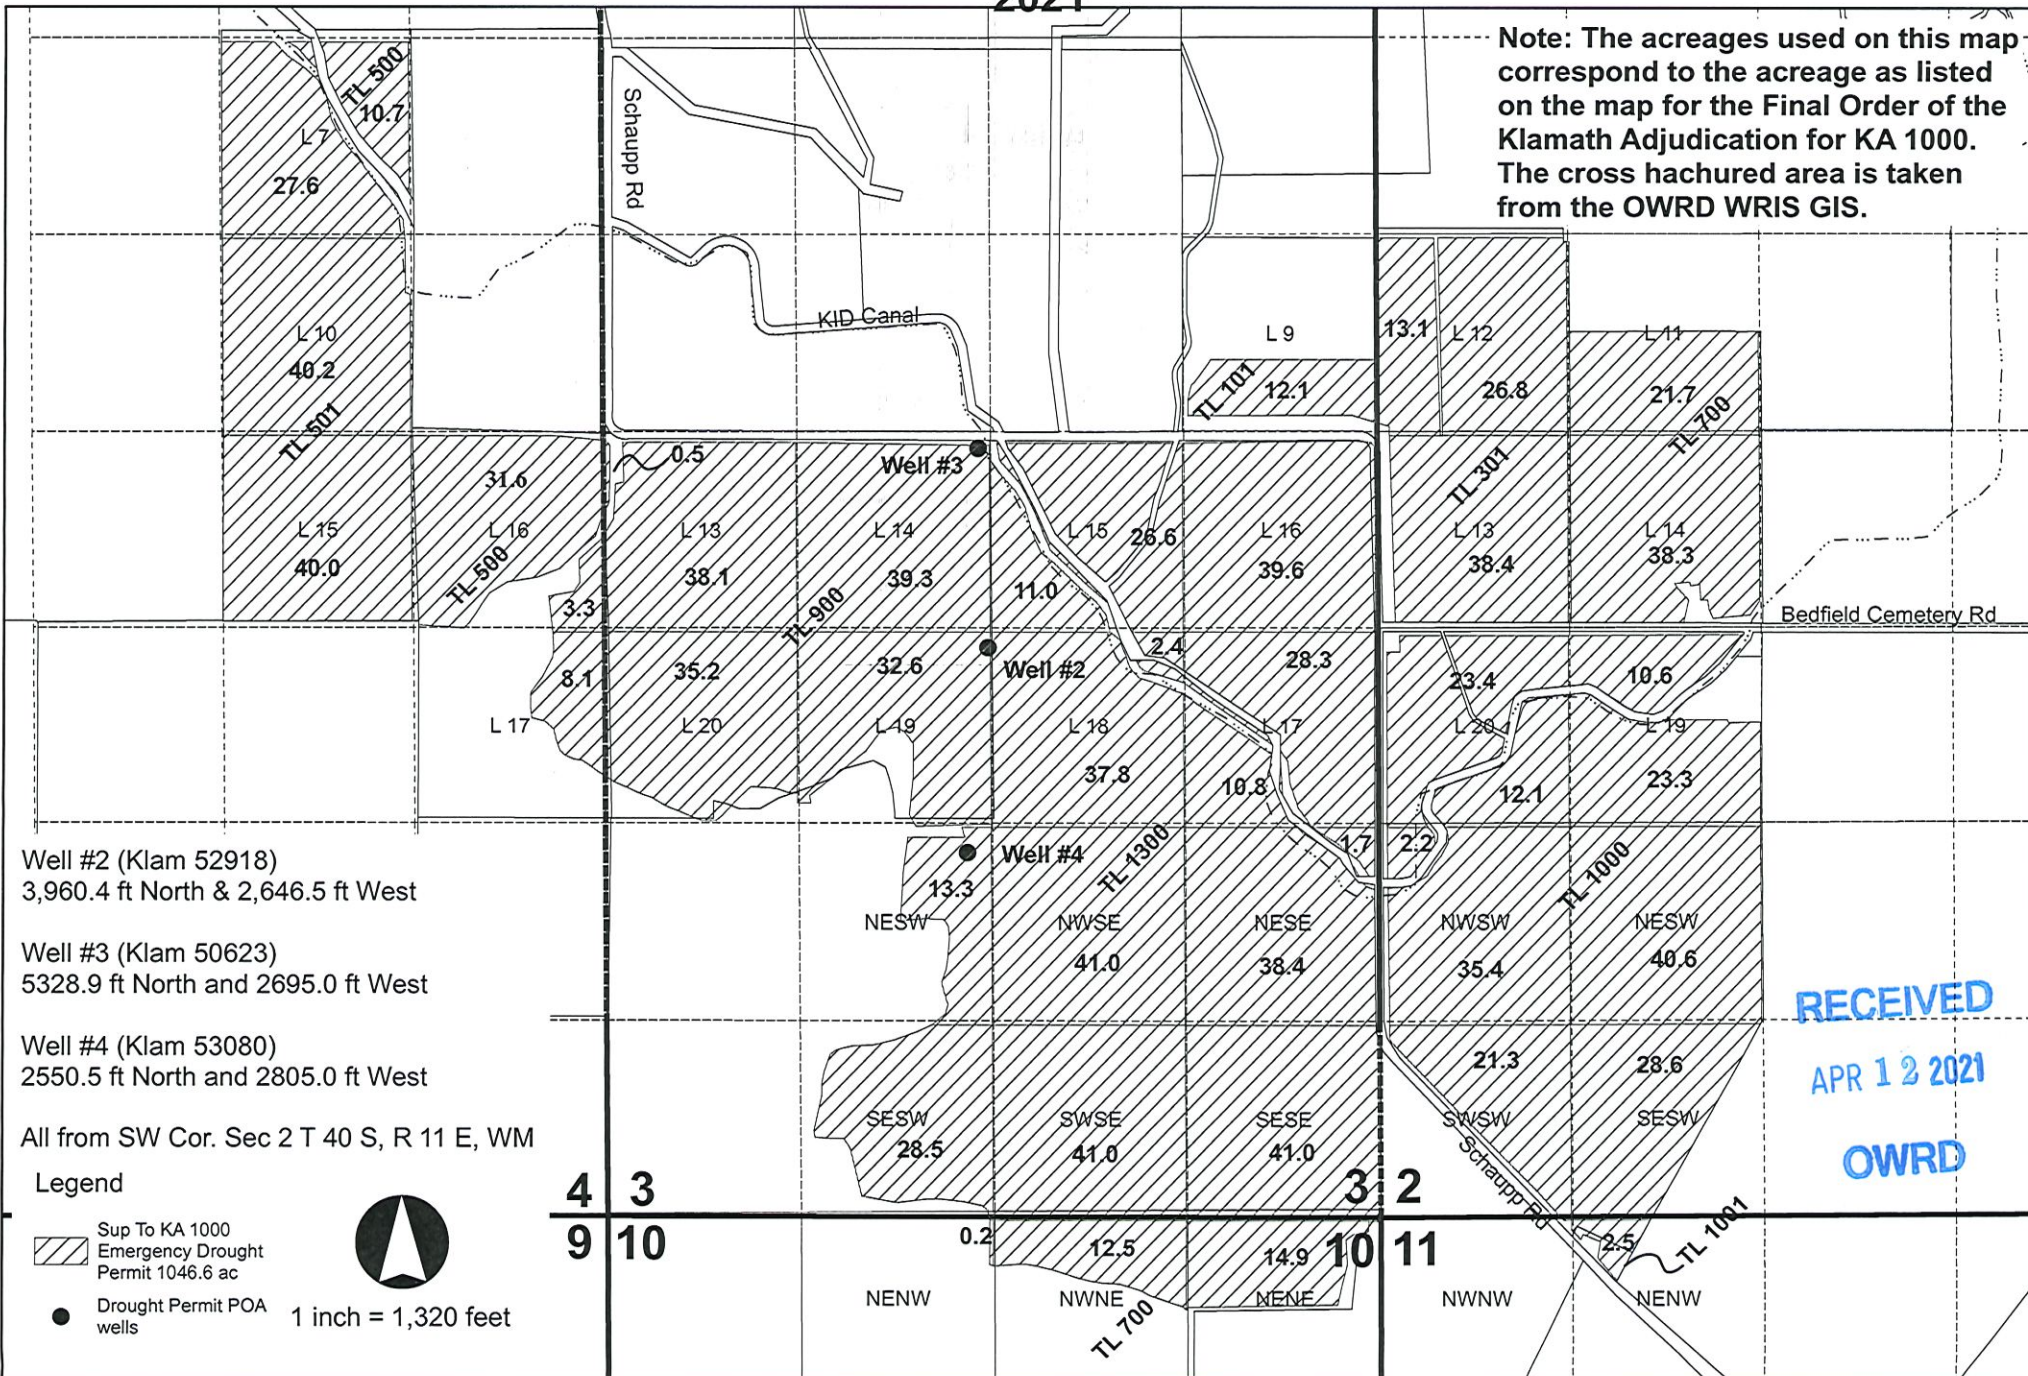 2021
Note: The acreages used on this map
correspond to the acreage as listed
on the map for the Final Order of the
Klamath Adjudication for KA 1000.
The cross hachured area is taken
from the OWRD WRIS GIS.
TL 500
10.7
L 7
27.6
Schaupp Rd
KID Canal
L 10
40.2
TL 501
L 9
TL 101
12.1
13.1
L 12
26.8
L 11
21.7
TL 700
31.6
0.5
Well #3
TL 301
L 15
40.0
L 16
TL 500
L 13
38.1
L 14
39.3
L 15
26.6
11.0
L 16
39.6
L 13
38.4
L 14
38.3
3.3
TL 900
Bedfield Cemetery Rd
8.1
35.2
32.6
Well #2
2.4
28.3
23.4
10.6
L 17
L 20
L 19
L 18
37.8
L 17
10.8
L 20
12.1
L 19
23.3
Well #4
TL 1300
1.7
2.2
TL 1000
13.3
NESW
NWSE
41.0
NESE
38.4
NWSW
35.4
NESW
40.6
Well #2 (Klam 52918)
3,960.4 ft North & 2,646.5 ft West
Well #3 (Klam 50623)
5328.9 ft North and 2695.0 ft West
Well #4 (Klam 53080)
2550.5 ft North and 2805.0 ft West
All from SW Cor. Sec 2 T 40 S, R 11 E, WM
RECEIVED
APR 12 2021
OWRD
21.3
28.6
SESW
28.5
SWSE
41.0
SESE
41.0
SWSW
SESW
Schaupp Rd
4 3
9 10
3 2
10 11
0.2
12.5
14.9
2.5
TL 1001
NENW
NWNE
NENE
NWNW
NENW
TL 700
Legend
Sup To KA 1000
Emergency Drought
Permit 1046.6 ac
Drought Permit POA
wells
1 inch = 1,320 feet